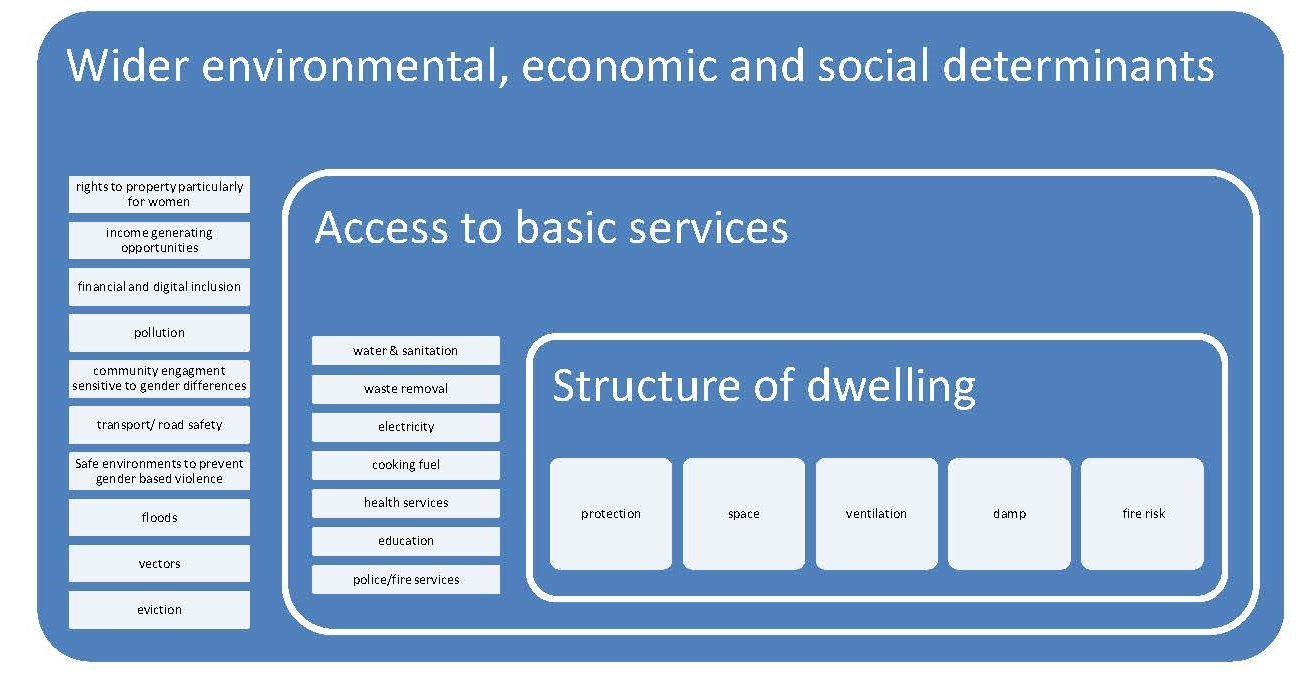 Wider environmental, economic and social determinants
rights to property particularly
for women
income generating
opportunities
financial and digital inclusion
pollution
community engagment
sensitive to gender differences
transport/ road safety
Safe environments to prevent
gender based violence
floods
vectors
eviction
Access to basic services
water & sanitation
waste removal
electricity
cooking fuel
health services
education
police/fire services
Structure of dwelling
protection
space
ventilation
damp
fire risk